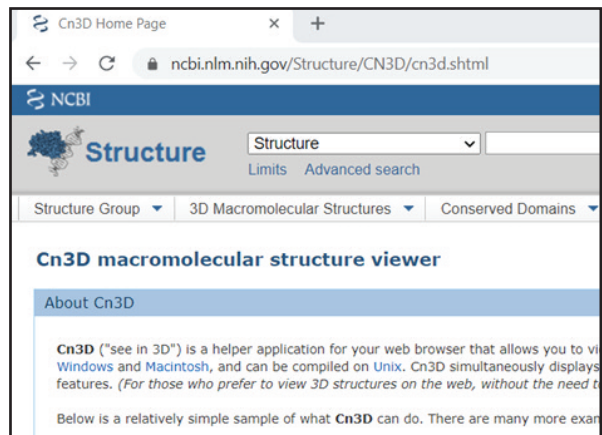 Cn3D Home Page × +
ncbi.nlm.nih.gov/Structure/CN3D/cn3d.shtml
NCBI
Structure
Structure
Limits Advanced search
Structure Group 3D Macromolecular Structures Conserved Domains
Cn3D macromolecular structure viewer
About Cn3D
Cn3D ("see in 3D") is a helper application for your web browser that allows you to
Windows and Macintosh, and can be compiled on Unix. Cn3D simultaneously displays
features. (For those who prefer to view 3D structures on the web, without the need
Below is a relatively simple sample of what Cn3D can do. There are many more